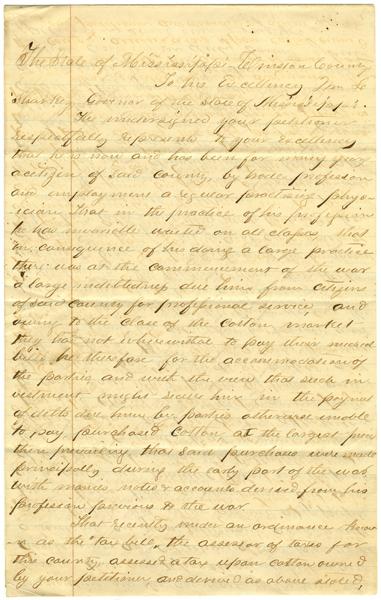 The State of Mississippi Winston County
To his Excellency Wm L
Sharkey Governor of the State of Mississippi.
The undersigned your petitioner
respectfully represents to your excellency
that he is now and has been for many years
a citizen of said County, by trade profession
and employment a regular practising physi-
-cian. That in the practice of his profession
he has invariably waited on all classes that
in consequence of his doing a large practice
there was at the commencement of the war
a large indebtedness due him from citizens
of said County for professional service, and
owing to the close of the Cotton market
they had not wherewithal to pay their medical
bills he therefore for the accommodation of
the parties and with the view that such in
vestment might secure him in the payment
of debts due him by parties otherwise unable
to pay purchased Cotton, at the largest prices
then prevailing that said purchases were made
principally during the early part of the war
with monies, notes & accounts derived from his
profession previous to the war
That recently under an ordinance known
-n as the "tax bill", the assessor of taxes for
this county, assessed a tax upon cotton owned
by your petitioner and derived as above stated,